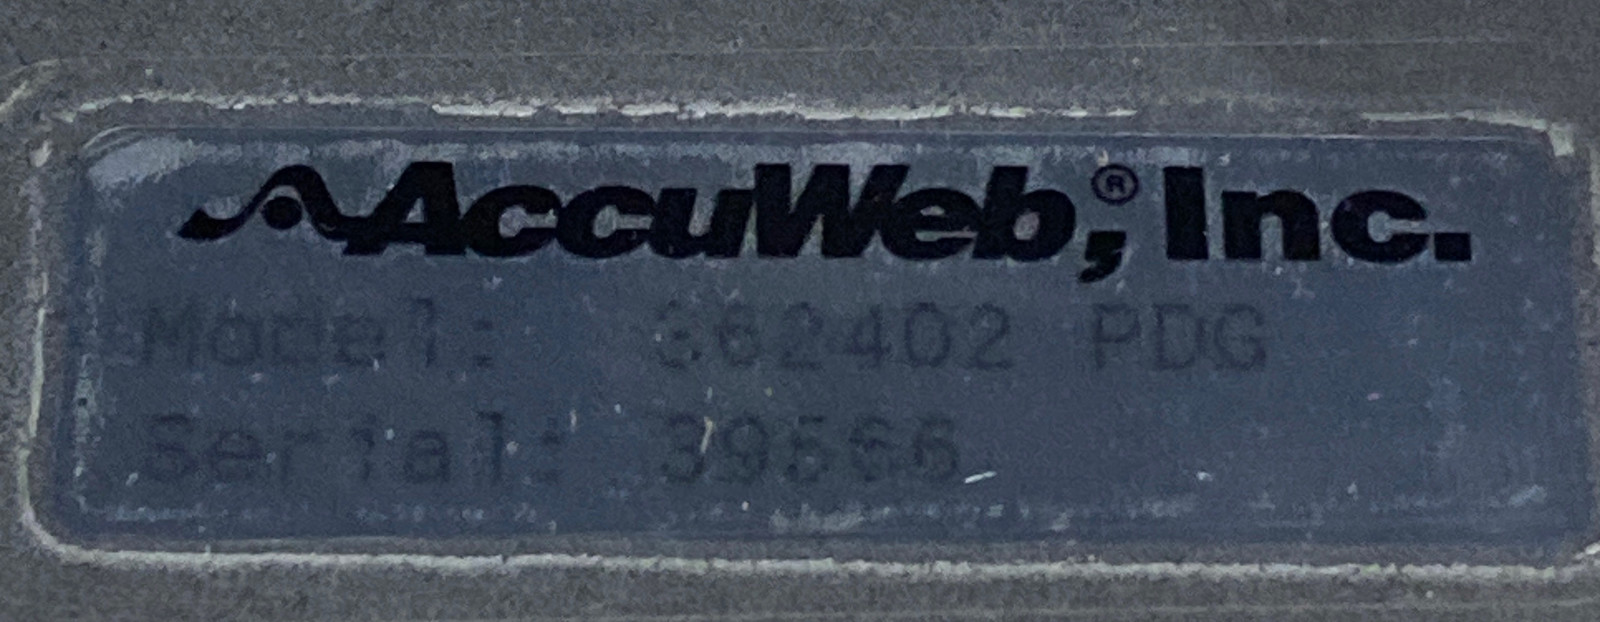 AccuWeb,® Inc.
Model: 362402 PDG
Serial: 39566